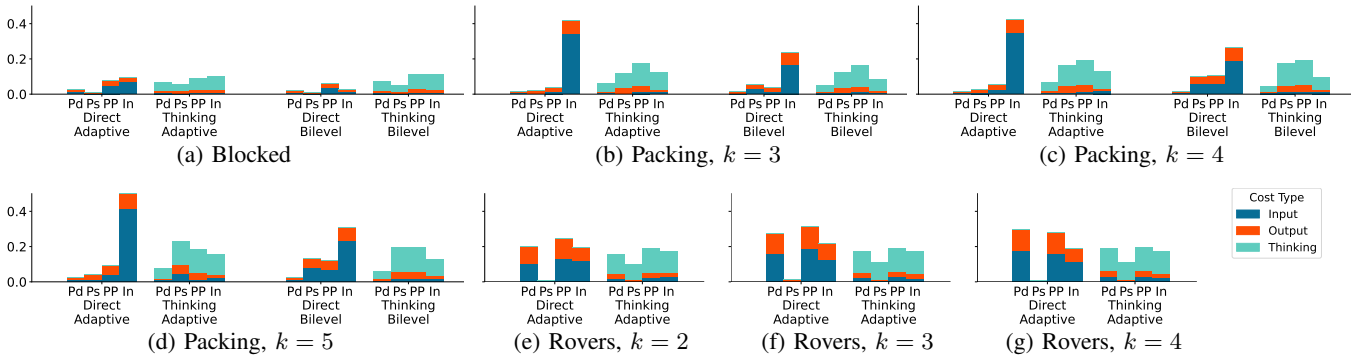 0.4
0.2
0.0
Pd Ps PP In
Direct
Adaptive
Pd Ps PP In
Thinking
Adaptive
Pd Ps PP In
Direct
Bilevel
Pd Ps PP In
Thinking
Bilevel
(a) Blocked
Pd Ps PP In
Direct
Adaptive
Pd Ps PP In
Thinking
Adaptive
Pd Ps PP In
Direct
Bilevel
Pd Ps PP In
Thinking
Bilevel
(b) Packing, k = 3
Pd Ps PP In
Direct
Adaptive
Pd Ps PP In
Thinking
Adaptive
Pd Ps PP In
Direct
Bilevel
Pd Ps PP In
Thinking
Bilevel
(c) Packing, k = 4
0.4
0.2
0.0
Pd Ps PP In
Direct
Adaptive
Pd Ps PP In
Thinking
Adaptive
Pd Ps PP In
Direct
Bilevel
Pd Ps PP In
Thinking
Bilevel
(d) Packing, k = 5
Pd Ps PP In
Direct
Adaptive
Pd Ps PP In
Thinking
Adaptive
(e) Rovers, k = 2
Pd Ps PP In
Direct
Adaptive
Pd Ps PP In
Thinking
Adaptive
(f) Rovers, k = 3
Pd Ps PP In
Direct
Adaptive
Pd Ps PP In
Thinking
Adaptive
(g) Rovers, k = 4
Cost Type
Input
Output
Thinking